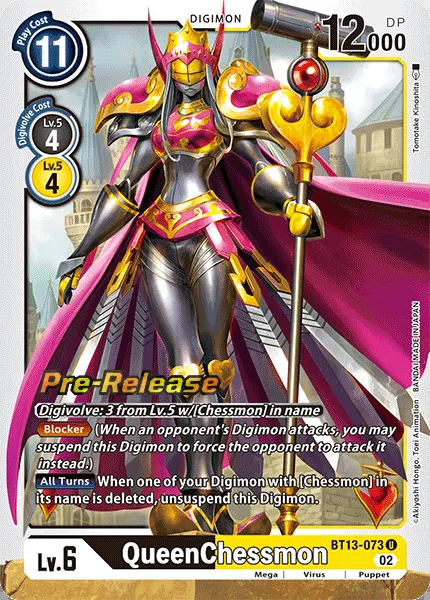 Play Cost
11
DIGIMON
DP
12000
Digivolve Cost
Lv.5
4
Lv.5
4
Tomotake Kinoshita
©Akiyoshi Hongo, Toei Animation BANDAI MADE IN JAPAN
Pre-Release
Digivolve: 3 from Lv.5 w/[Chessmon] in name
Blocker (When an opponent's Digimon attacks, you may
suspend this Digimon to force the opponent to attack it
instead.)
All Turns When one of your Digimon with [Chessmon] in
its name is deleted, unsuspend this Digimon.
Lv.6
QueenChessmon
BT13-073 U
02
Mega | Virus | Puppet